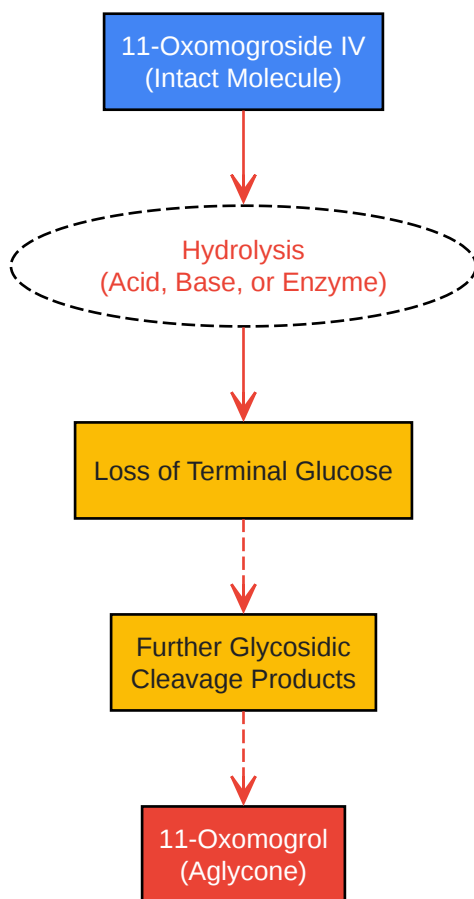 11-Oxomogroside IV
(Intact Molecule)
Hydrolysis
(Acid, Base, or Enzyme)
Loss of Terminal Glucose
Further Glycosidic
Cleavage Products
11-Oxomogrol
(Aglycone)